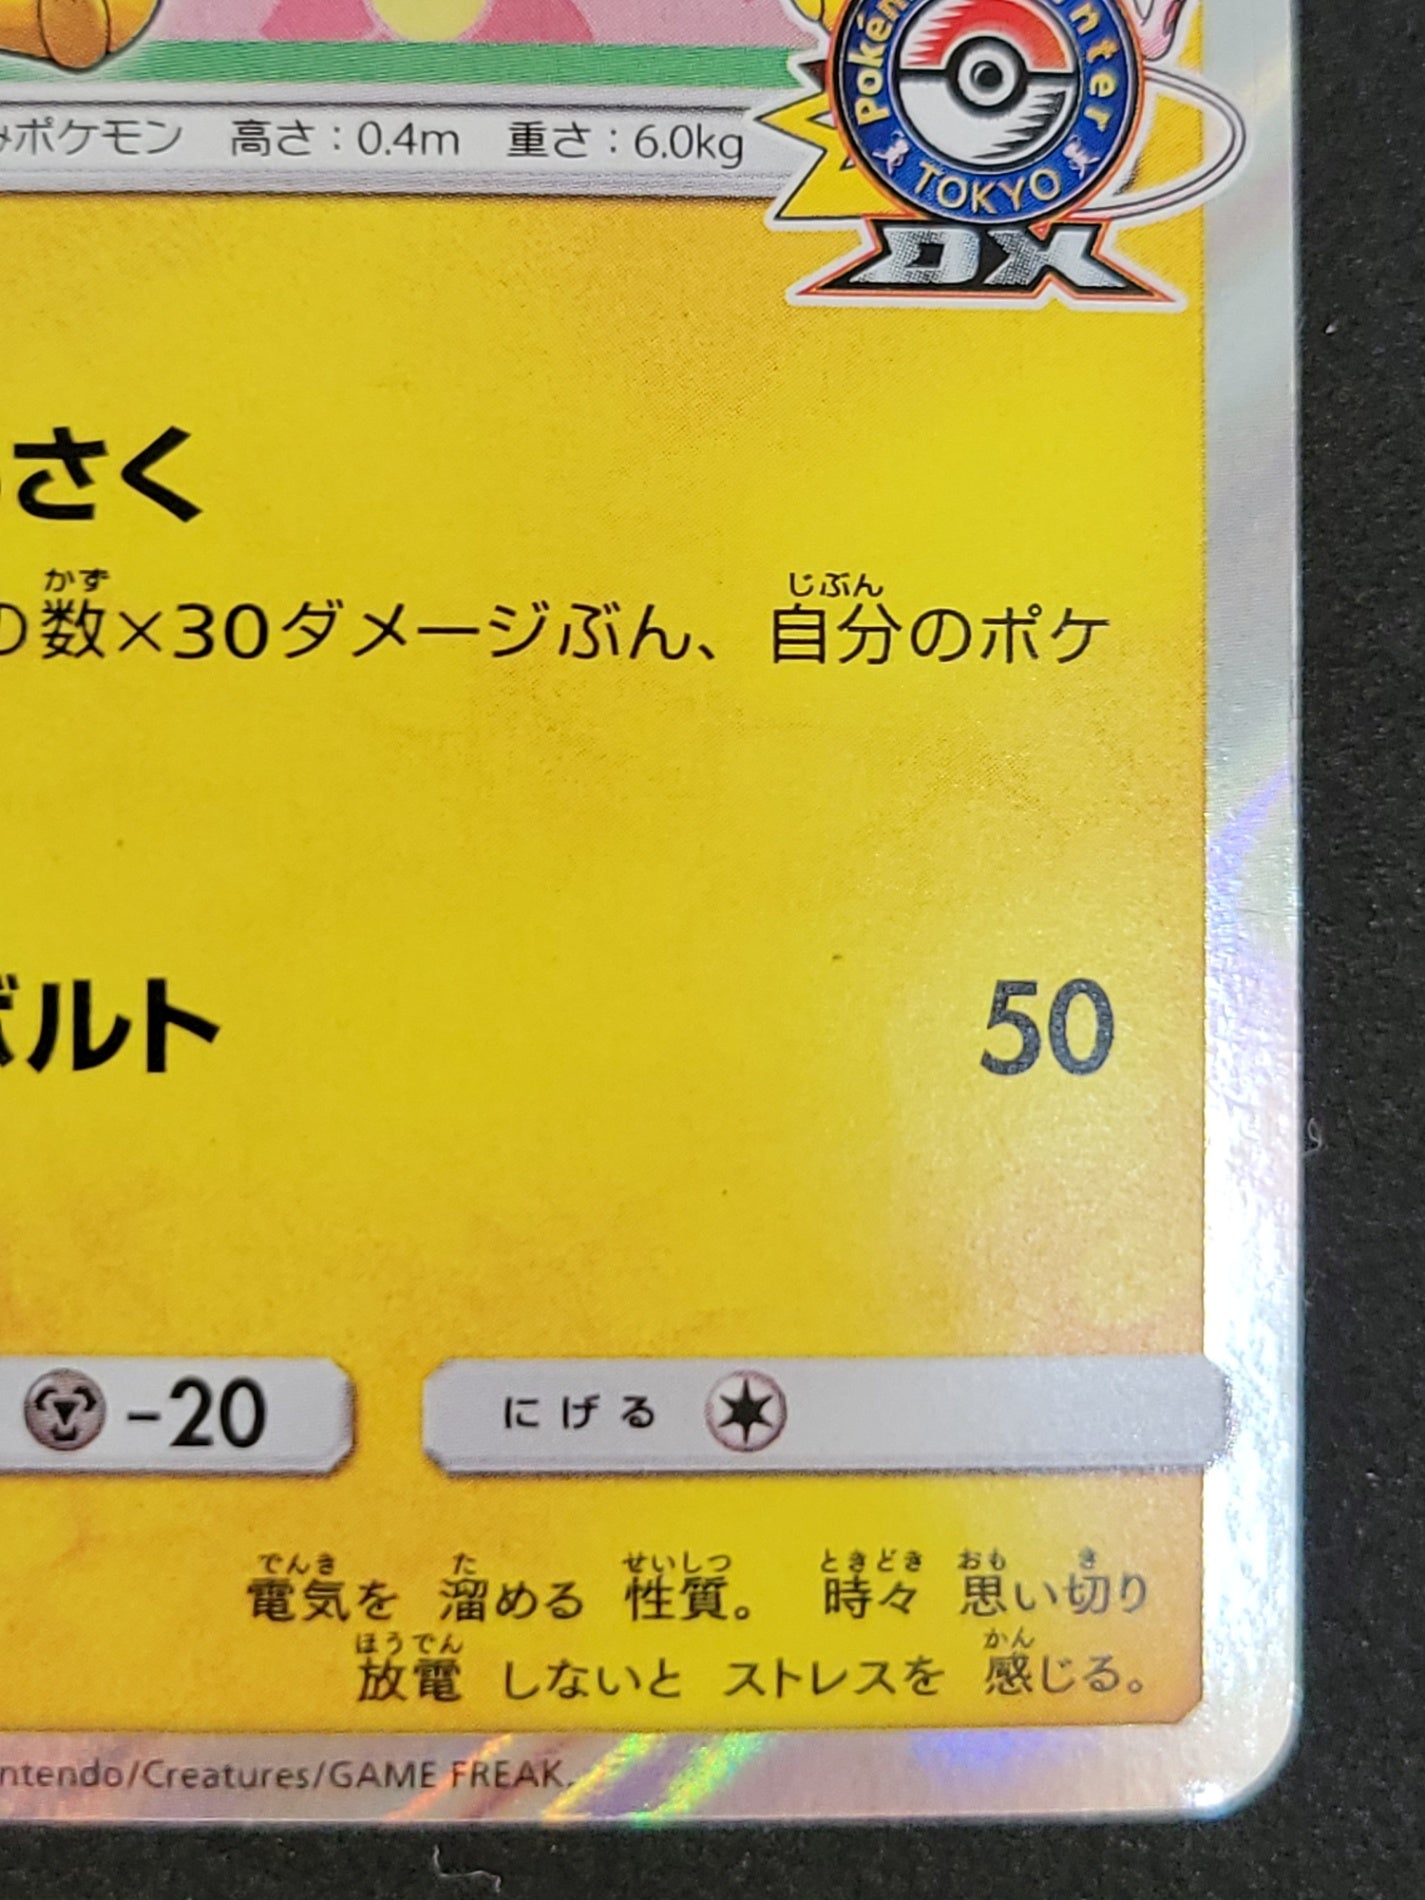 Pokémon Center
TOKYO
DX
ポケモン 高さ：0.4m 重さ：6.0kg
さく
かず じぶん
の数×30ダメージぶん、自分のポケ
ボルト 50
-20 にげる
でんき た せいしつ ときどき おも き
電気を 溜める 性質。 時々 思い切り
ほうでん かん
放電 しないと ストレスを 感じる。
ntendo/Creatures/GAME FREAK.